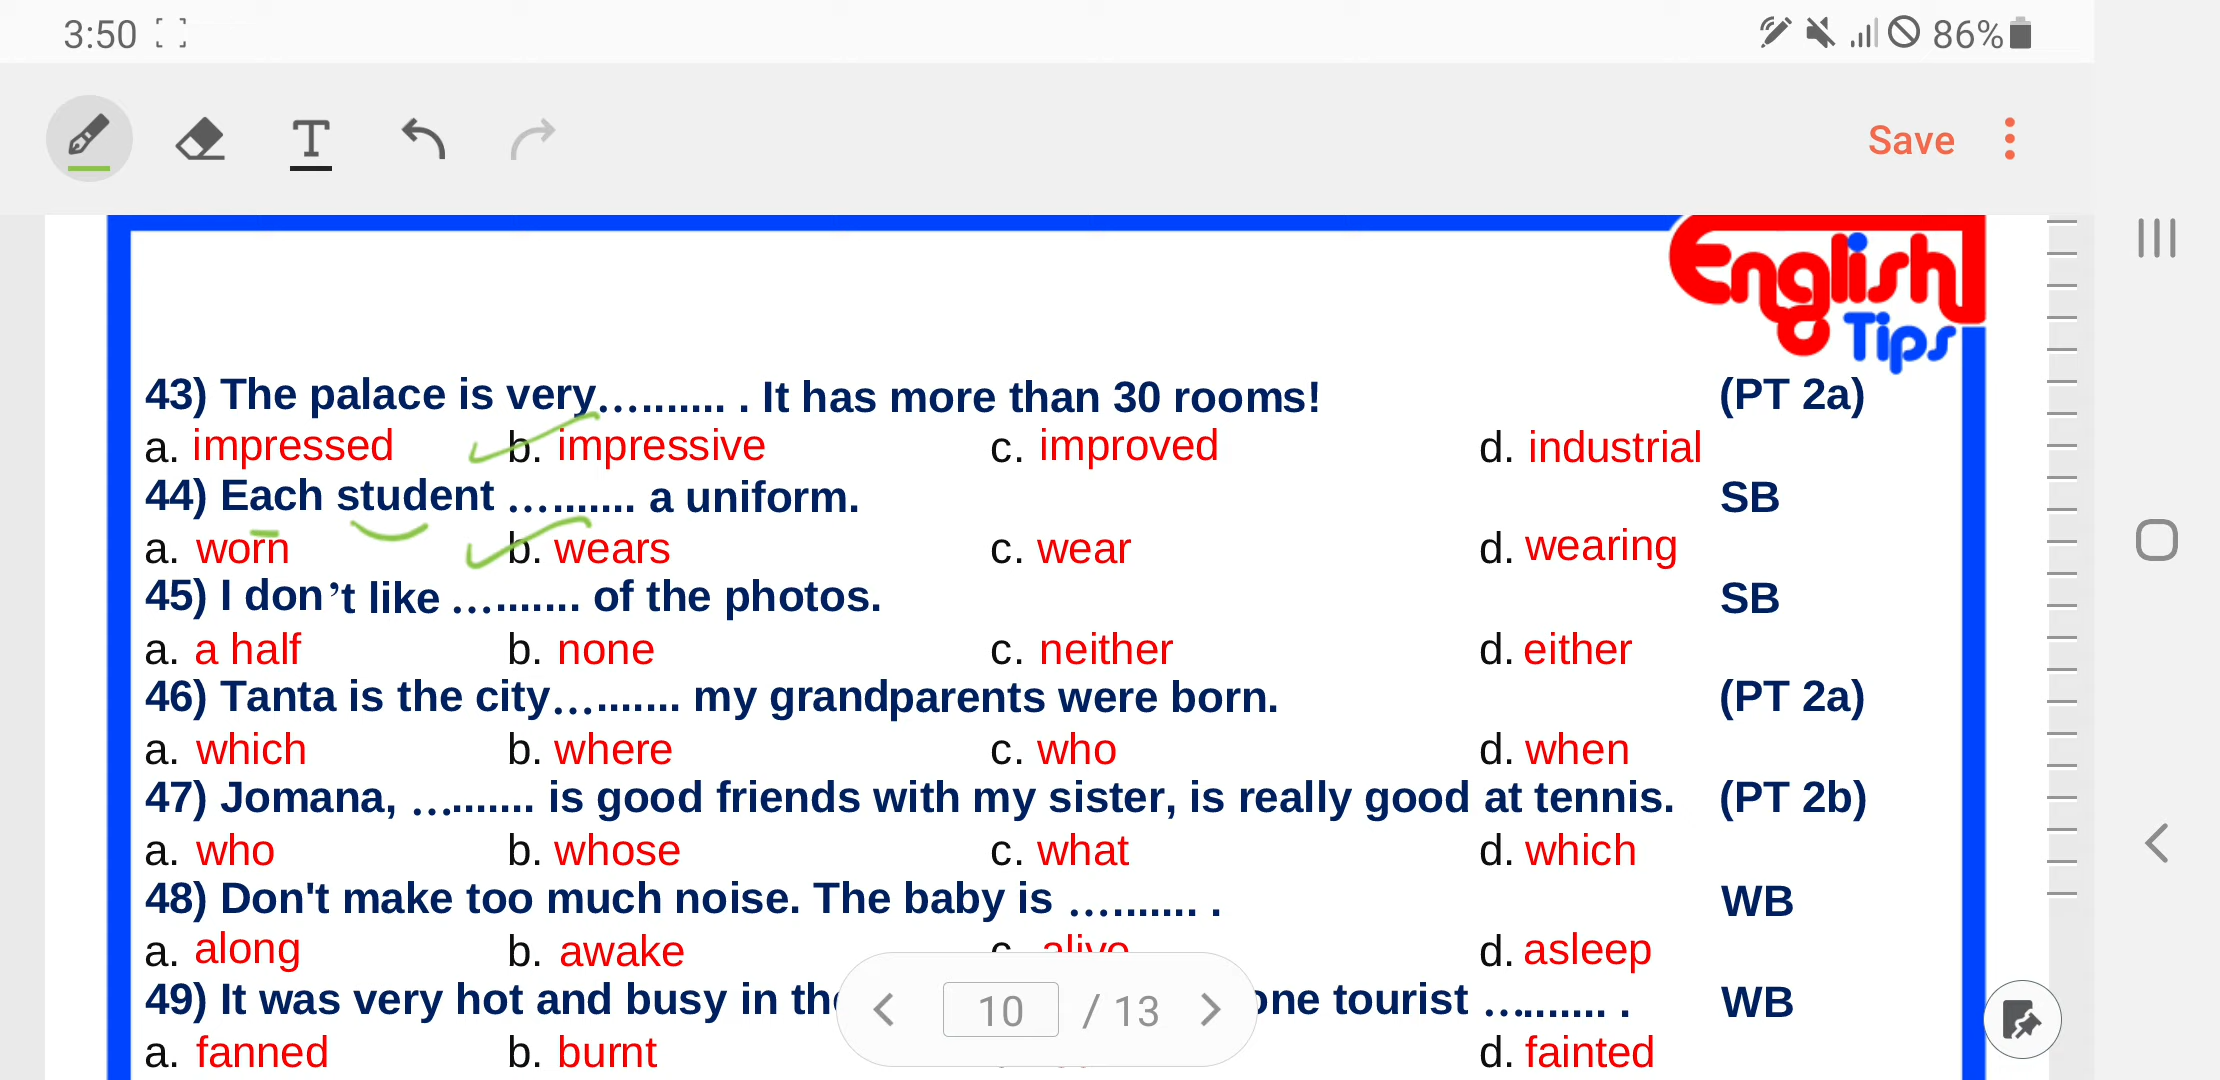 3:50 86%
T Save
English
Tips
43) The palace is very.......... . It has more than 30 rooms! (PT 2a)
a. impressed b. impressive c. improved d. industrial
44) Each student .......... a uniform. SB
a. worn b. wears c. wear d. wearing
45) I don't like .......... of the photos. SB
a. a half b. none c. neither d. either
46) Tanta is the city.......... my grandparents were born. (PT 2a)
a. which b. where c. who d. when
47) Jomana, .......... is good friends with my sister, is really good at tennis. (PT 2b)
a. who b. whose c. what d. which
48) Don't make too much noise. The baby is .......... . WB
a. along b. awake c. alive d. asleep
49) It was very hot and busy in the one tourist .......... . WB
a. fanned b. burnt d. fainted
10 / 13